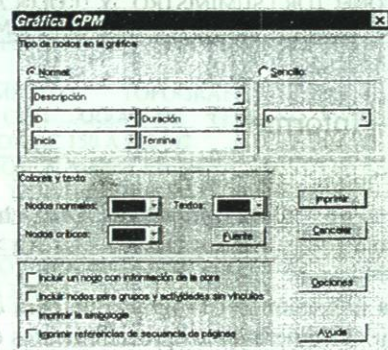 Gráfica CPM
Tipo de nodos en la gráfica
Normal:
Sencillo:
Descripción
ID
Duración
ID
Inicia
Termina
Colores y texto
Nodos normales:
Textos:
Imprimir
Nodos críticos:
Fuente
Cancelar
Incluir un nogo con información de la obra
Opciones
Incluir nodos para grupos y actividades sin vínculos
Imprimir la simbología
Imprimir referencias de secuencia de páginas
Ayuda